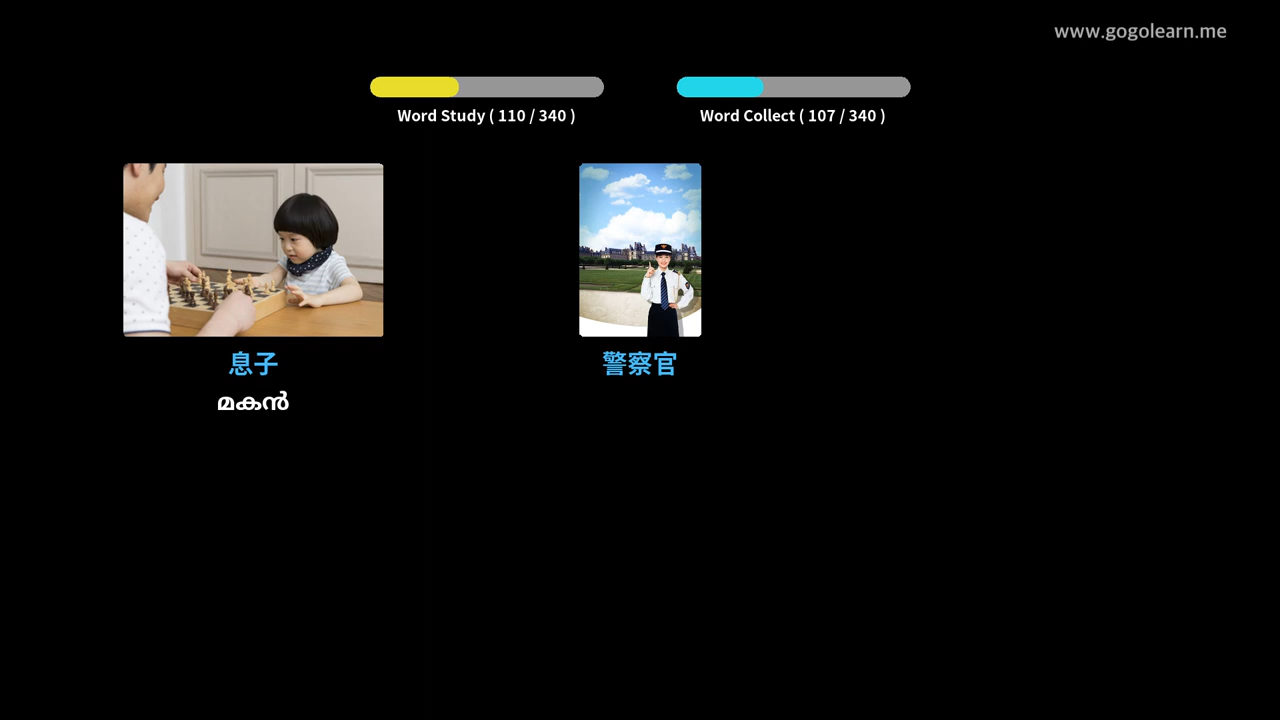 www.gogolearn.me
Word Study ( 110 / 340 )
Word Collect ( 107 / 340 )
息子
മകൻ
警察官